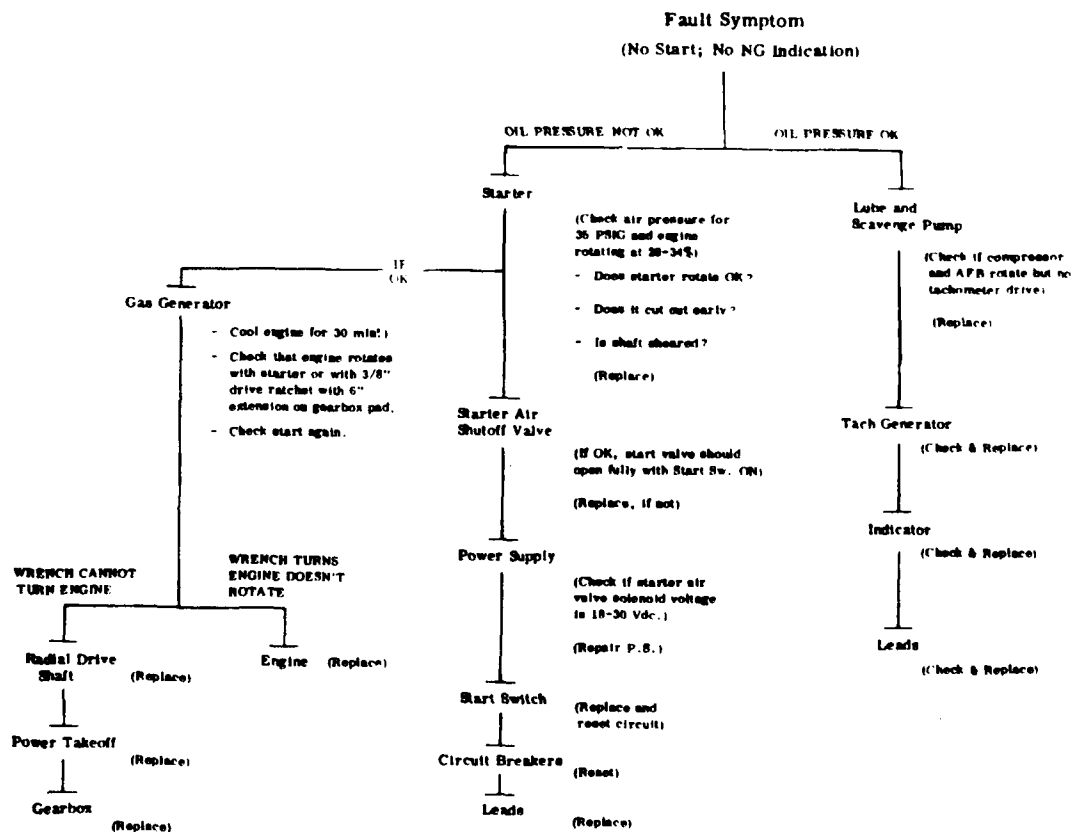 Fault Symptom
(No Start; No NG Indication)
OIL PRESSURE NOT OK
OIL PRESSURE OK
Starter
(Check air pressure for
36 PSIG and engine
rotating at 28-34%)
- Does starter rotate OK?
- Does it cut out early?
- Is shaft sheared?
(Replace)
Lube and
Scavenge Pump
(Check if compressor
and AFB rotate but no
tachometer drive)
(Replace)
IF
OK
Gas Generator
- Cool engine for 30 min!)
- Check that engine rotates
with starter or with 3/8"
drive ratchet with 6"
extension on gearbox pad.
- Check start again.
Starter Air
Shutoff Valve
(If OK, start valve should
open fully with Start Sw. ON)
(Replace, if not)
Tach Generator
(Check & Replace)
Indicator
(Check & Replace)
Leads
(Check & Replace)
Power Supply
(Check if starter air
valve solenoid voltage
is 18-30 Vdc.)
(Repair P.S.)
WRENCH CANNOT
TURN ENGINE
WRENCH TURNS
ENGINE DOESN'T
ROTATE
Radial Drive
Shaft
(Replace)
Engine (Replace)
Start Switch
(Replace and
reset circuit)
Power Takeoff
(Replace)
Circuit Breakers
(Reset)
Gearbox
(Replace)
Leads
(Replace)